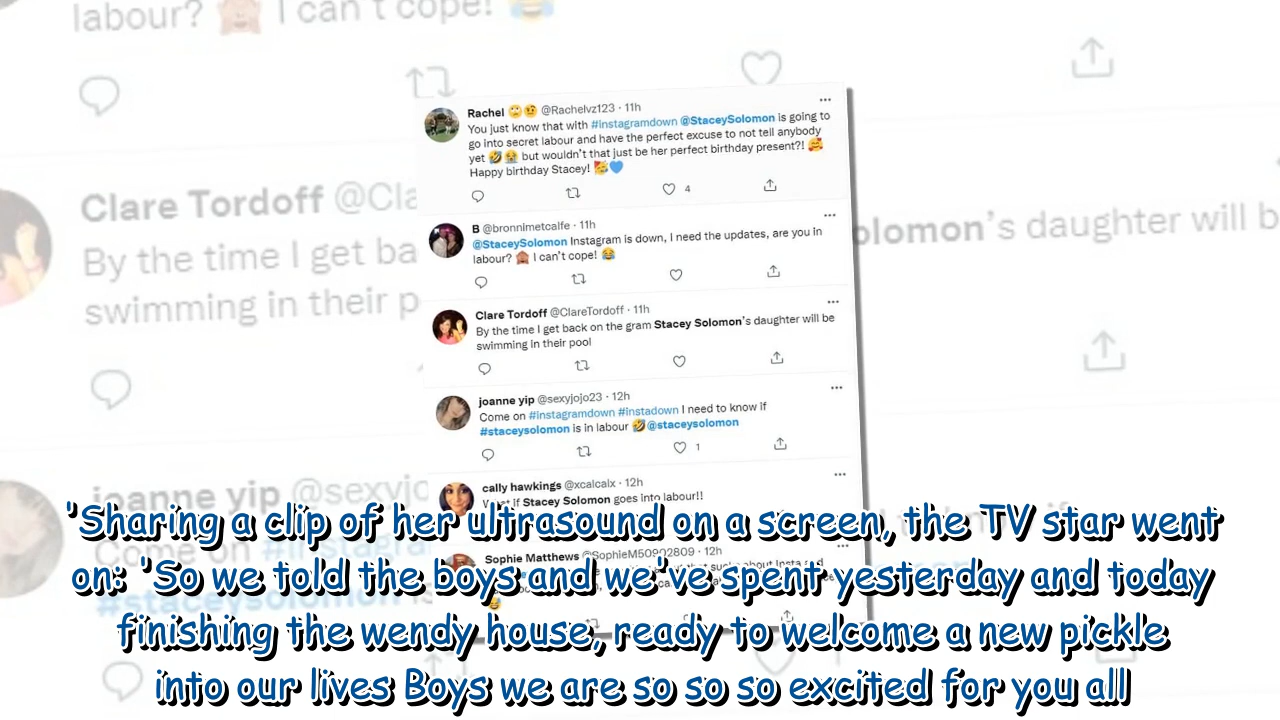 labour? 🙈 I can't cope! 😂
Rachel 🙄🤨 @Rachelvz123 · 11h
You just know that with #instagramdown @StaceySolomon is going to
go into secret labour and have the perfect excuse to not tell anybody
yet 🤣😭 but wouldn't that just be her perfect birthday present?! 🥰
Happy birthday Stacey! 🥳💙
4
B @bronnimetcalfe · 11h
@StaceySolomon Instagram is down, I need the updates, are you in
labour? 🙈 I can't cope! 😂
Clare Tordoff @Cla
By the time I get ba
swimming in their p
olomon's daughter will b
Clare Tordoff @ClareTordoff · 11h
By the time I get back on the gram Stacey Solomon's daughter will be
swimming in their pool
joanne yip @sexyjojo23 · 12h
Come on #instagramdown #instadown I need to know if
#staceysolomon is in labour 🤣@staceysolomon
1
cally hawkings @xcalcalx · 12h
if Stacey Solomon goes into labour!!
joanne yip @sexyjo
Come on
#staceysolomon is
Sophie Matthews @SophieM50902809 · 12h
'Sharing a clip of her ultrasound on a screen, the TV star went
on: 'So we told the boys and we've spent yesterday and today
finishing the wendy house, ready to welcome a new pickle
into our lives Boys we are so so so excited for you all